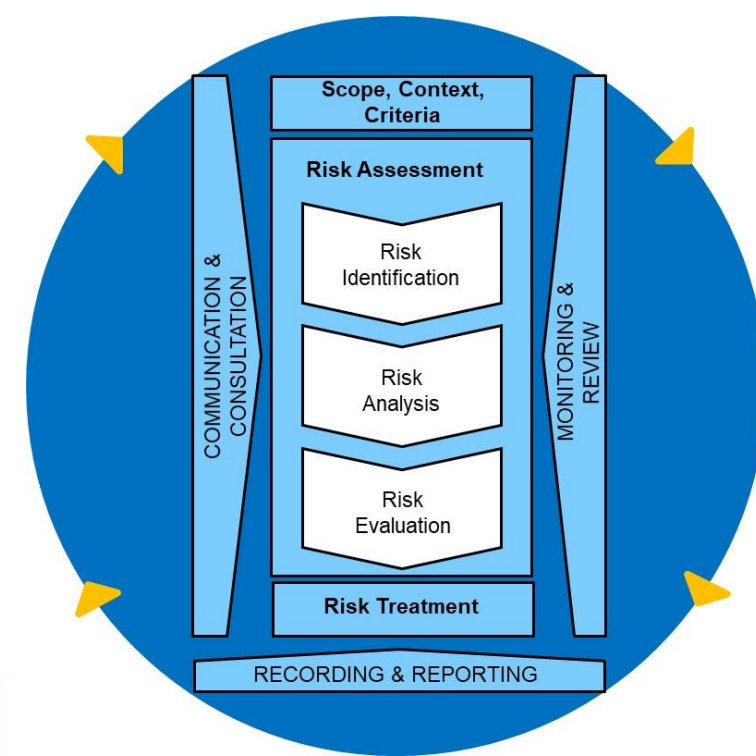 Scope, Context,
Criteria
Risk Assessment
Risk
Identification
Risk
Analysis
Risk
Evaluation
Risk Treatment
COMMUNICATION &
CONSULTATION
MONITORING &
REVIEW
RECORDING & REPORTING